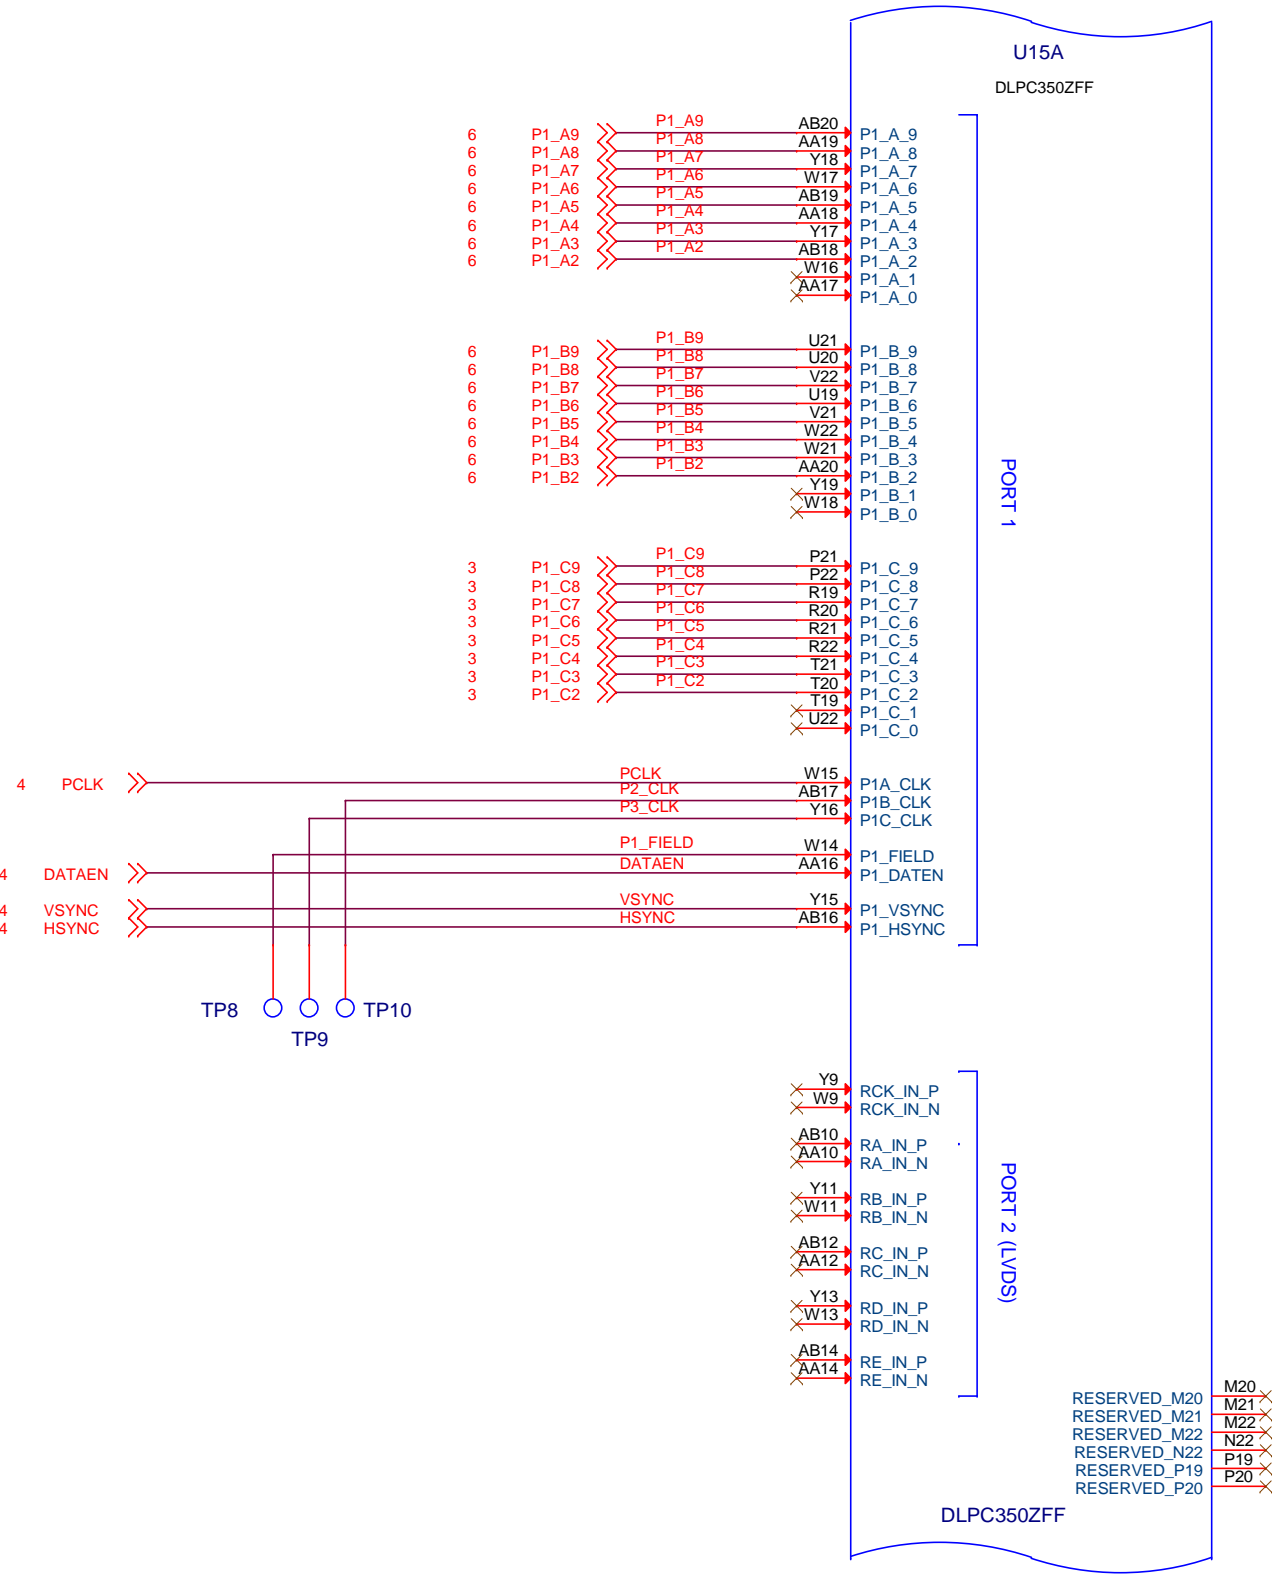 U15A
DLPC350ZFF
6 P1_A9 P1_A9 AB20 P1_A_9
6 P1_A8 P1_A8 AA19 P1_A_8
6 P1_A7 P1_A7 Y18 P1_A_7
6 P1_A6 P1_A6 W17 P1_A_6
6 P1_A5 P1_A5 AB19 P1_A_5
6 P1_A4 P1_A4 AA18 P1_A_4
6 P1_A3 P1_A3 Y17 P1_A_3
6 P1_A2 P1_A2 AB18 P1_A_2
W16 P1_A_1
AA17 P1_A_0
6 P1_B9 P1_B9 U21 P1_B_9
6 P1_B8 P1_B8 U20 P1_B_8
6 P1_B7 P1_B7 V22 P1_B_7
6 P1_B6 P1_B6 U19 P1_B_6
6 P1_B5 P1_B5 V21 P1_B_5
6 P1_B4 P1_B4 W22 P1_B_4
6 P1_B3 P1_B3 W21 P1_B_3
6 P1_B2 P1_B2 AA20 P1_B_2
Y19 P1_B_1
W18 P1_B_0
PORT 1
3 P1_C9 P1_C9 P21 P1_C_9
3 P1_C8 P1_C8 P22 P1_C_8
3 P1_C7 P1_C7 R19 P1_C_7
3 P1_C6 P1_C6 R20 P1_C_6
3 P1_C5 P1_C5 R21 P1_C_5
3 P1_C4 P1_C4 R22 P1_C_4
3 P1_C3 P1_C3 T21 P1_C_3
3 P1_C2 P1_C2 T20 P1_C_2
T19 P1_C_1
U22 P1_C_0
4 PCLK PCLK W15 P1A_CLK
P2_CLK AB17 P1B_CLK
P3_CLK Y16 P1C_CLK
P1_FIELD W14 P1_FIELD
4 DATAEN DATAEN AA16 P1_DATEN
4 VSYNC VSYNC Y15 P1_VSYNC
4 HSYNC HSYNC AB16 P1_HSYNC
TP8 TP10
TP9
Y9 RCK_IN_P
W9 RCK_IN_N
AB10 RA_IN_P
AA10 RA_IN_N
Y11 RB_IN_P
W11 RB_IN_N
PORT 2 (LVDS)
AB12 RC_IN_P
AA12 RC_IN_N
Y13 RD_IN_P
W13 RD_IN_N
AB14 RE_IN_P
AA14 RE_IN_N
RESERVED_M20 M20
RESERVED_M21 M21
RESERVED_M22 M22
RESERVED_N22 N22
RESERVED_P19 P19
RESERVED_P20 P20
DLPC350ZFF